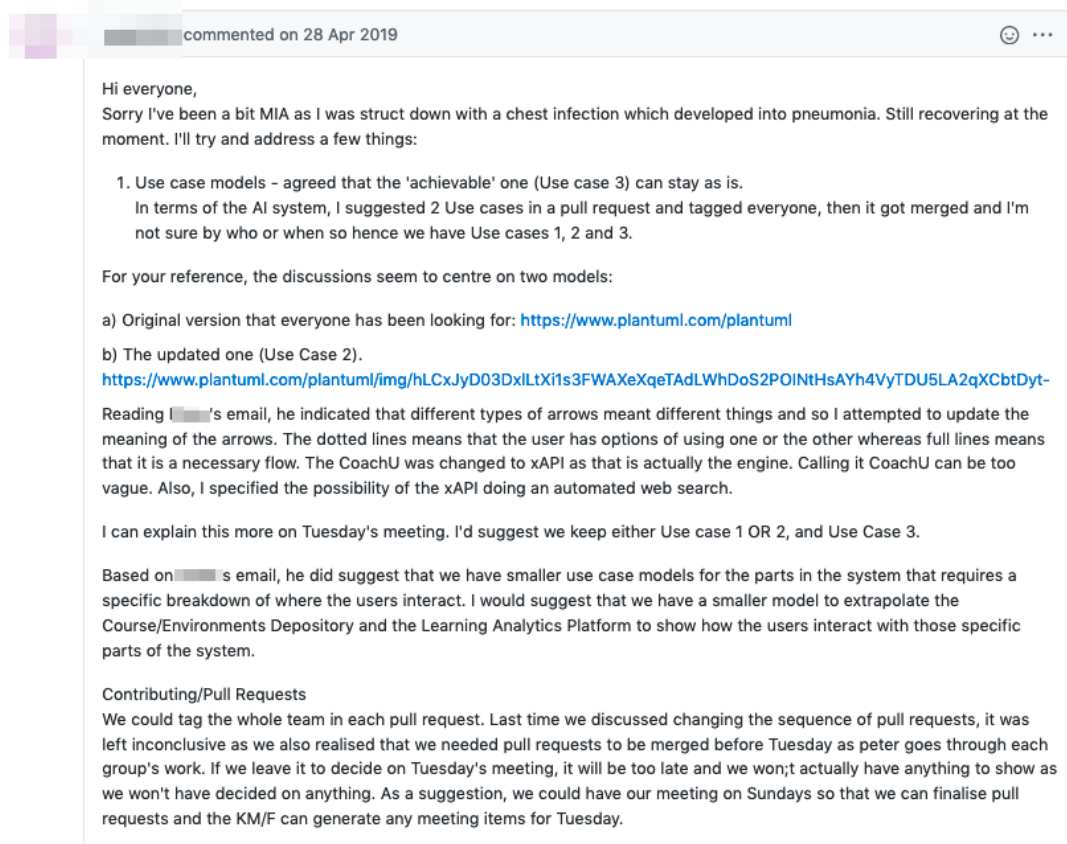 commented on 28 Apr 2019
Hi everyone,
Sorry I've been a bit MIA as I was struct down with a chest infection which developed into pneumonia. Still recovering at the
moment. I'll try and address a few things:
1. Use case models - agreed that the 'achievable' one (Use case 3) can stay as is.
In terms of the AI system, I suggested 2 Use cases in a pull request and tagged everyone, then it got merged and I'm
not sure by who or when so hence we have Use cases 1, 2 and 3.
For your reference, the discussions seem to centre on two models:
a) Original version that everyone has been looking for: https://www.plantuml.com/plantuml
b) The updated one (Use Case 2).
https://www.plantuml.com/plantuml/img/hLCxJyD03DxlLtXi1s3FWAXeXqeTAdLWhDoS2POINtHsAYh4VyTDU5LA2qXCbtDyt-
Reading 's email, he indicated that different types of arrows meant different things and so I attempted to update the
meaning of the arrows. The dotted lines means that the user has options of using one or the other whereas full lines means
that it is a necessary flow. The CoachU was changed to xAPI as that is actually the engine. Calling it CoachU can be too
vague. Also, I specified the possibility of the xAPI doing an automated web search.
I can explain this more on Tuesday's meeting. I'd suggest we keep either Use case 1 OR 2, and Use Case 3.
Based on s email, he did suggest that we have smaller use case models for the parts in the system that requires a
specific breakdown of where the users interact. I would suggest that we have a smaller model to extrapolate the
Course/Environments Depository and the Learning Analytics Platform to show how the users interact with those specific
parts of the system.
Contributing/Pull Requests
We could tag the whole team in each pull request. Last time we discussed changing the sequence of pull requests, it was
left inconclusive as we also realised that we needed pull requests to be merged before Tuesday as peter goes through each
group's work. If we leave it to decide on Tuesday's meeting, it will be too late and we won;t actually have anything to show as
we won't have decided on anything. As a suggestion, we could have our meeting on Sundays so that we can finalise pull
requests and the KM/F can generate any meeting items for Tuesday.